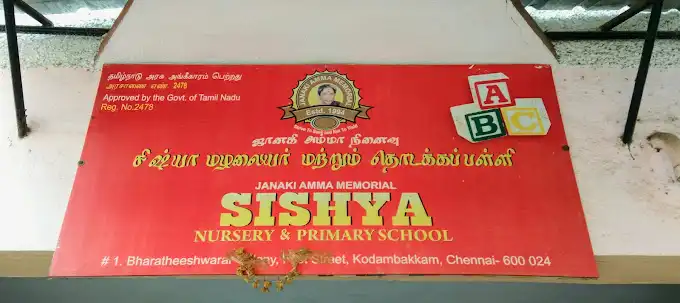 தமிழ்நாடு அரசு அங்கீகாரம் பெற்றது
அரசாணை எண். 2478
Approved by the Govt. of Tamil Nadu
Reg. No.2478
JANAKI AMMA MEMORIAL
Estd. 1994
A
B C
ஜானகி அம்மா நினைவு
சிஷ்யா மழலையர் மற்றும் தொடக்கப்பள்ளி
JANAKI AMMA MEMORIAL
SISHYA
NURSERY & PRIMARY SCHOOL
# 1. Bharatheeshwarar Street, Kodambakkam, Chennai- 600 024